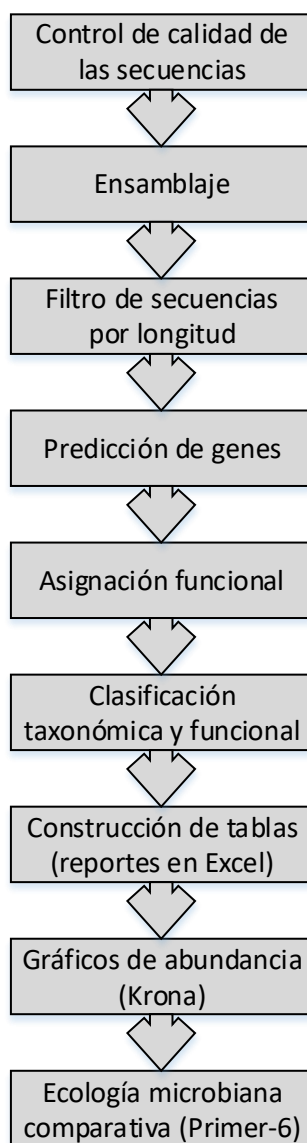 Control de calidad de
las secuencias
Ensamblaje
Filtro de secuencias
por longitud
Predicción de genes
Asignación funcional
Clasificación
taxonómica y funcional
Construcción de tablas
(reportes en Excel)
Gráficos de abundancia
(Krona)
Ecología microbiana
comparativa (Primer-6)